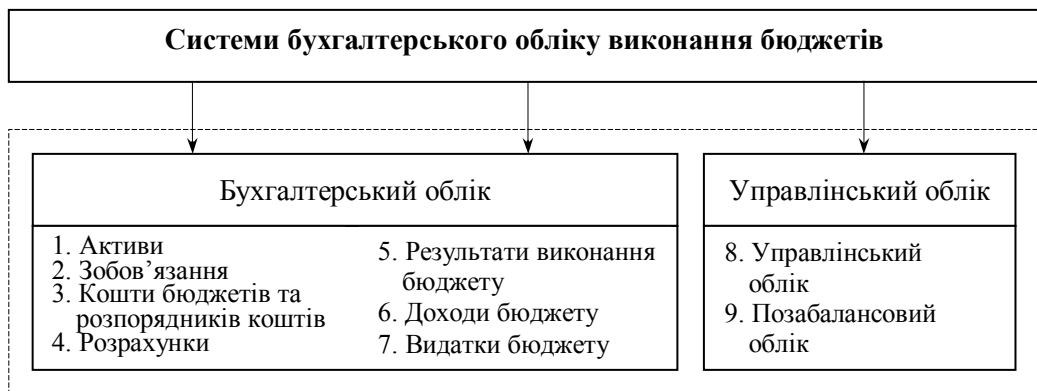 Системи бухгалтерського обліку виконання бюджетів
Бухгалтерський облік
1. Активи
2. Зобов’язання
3. Кошти бюджетів та
розпорядників коштів
4. Розрахунки
5. Результати виконання
бюджету
6. Доходи бюджету
7. Видатки бюджету
Управлінський облік
8. Управлінський
облік
9. Позабалансовий
облік